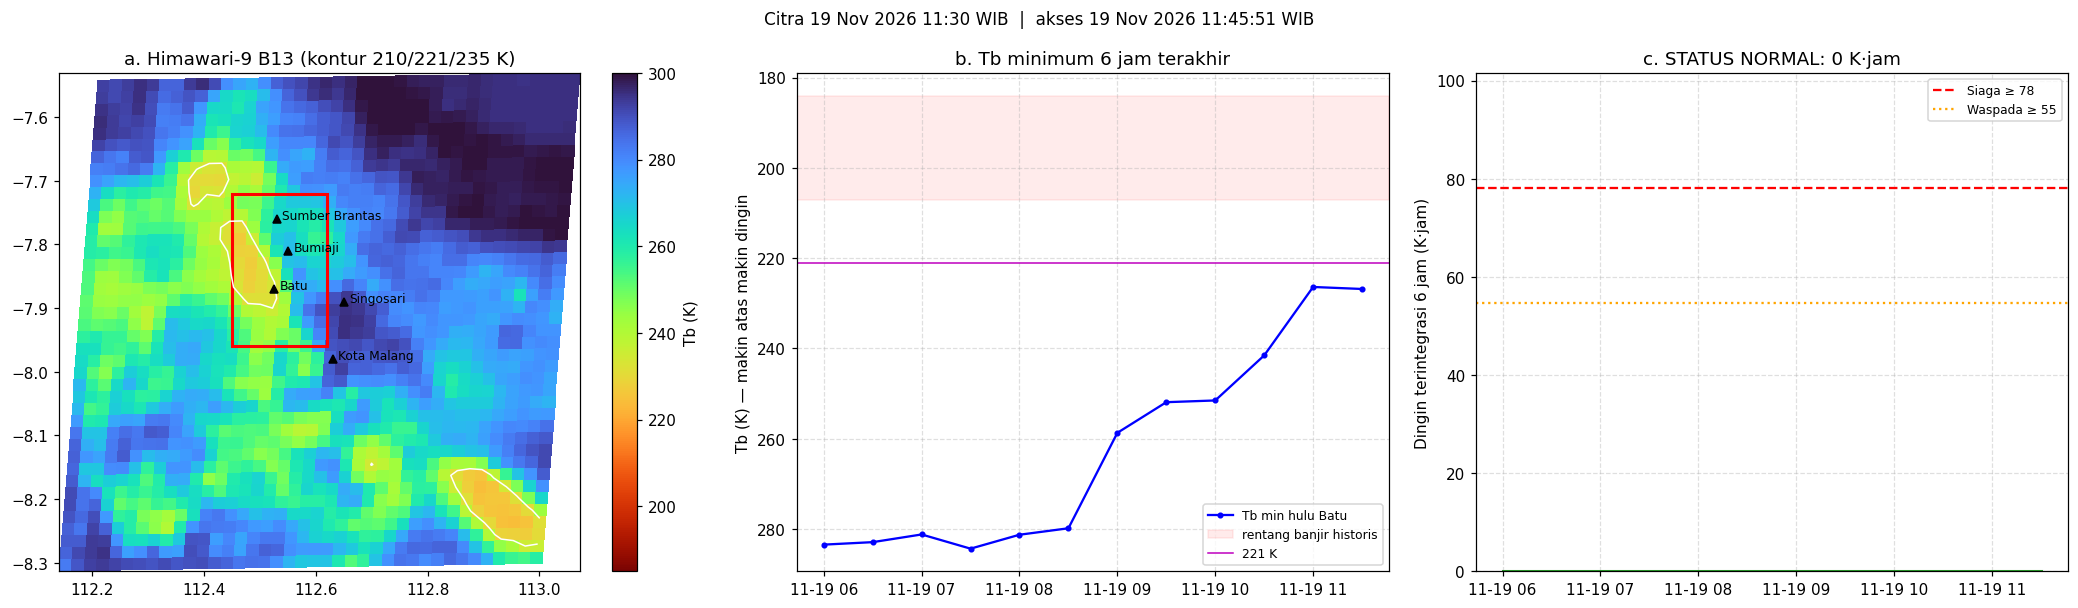 Citra 19 Nov 2026 11:30 WIB | akses 19 Nov 2026 11:45:51 WIB
a. Himawari-9 B13 (kontur 210/221/235 K)
−7.6
−7.7
−7.8
−7.9
−8.0
−8.1
−8.2
−8.3
112.2
112.4
112.6
112.8
113.0
Sumber Brantas
Bumiaji
Batu
Singosari
Kota Malang
300
280
260
240
220
200
Tb (K)
b. Tb minimum 6 jam terakhir
Tb (K) — makin atas makin dingin
180
200
220
240
260
280
11-19 06
11-19 07
11-19 08
11-19 09
11-19 10
11-19 11
Tb min hulu Batu
rentang banjir historis
221 K
c. STATUS NORMAL: 0 K·jam
Dingin terintegrasi 6 jam (K·jam)
100
80
60
40
20
0
11-19 06
11-19 07
11-19 08
11-19 09
11-19 10
11-19 11
Siaga ≥ 78
Waspada ≥ 55